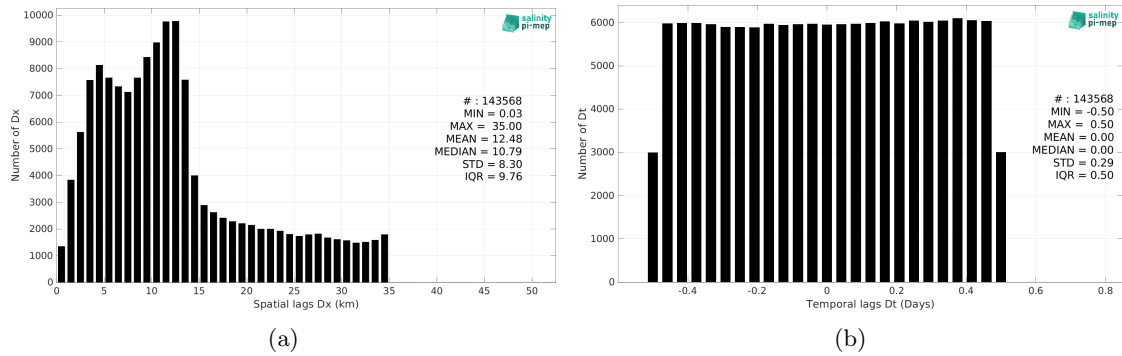 10000
9000
8000
7000
6000
5000
4000
3000
2000
1000
0
Number of Dx
0 5 10 15 20 25 30 35 40 45 50
Spatial lags Dx (km)
salinity
pi-mep
# : 143568
MIN = 0.03
MAX = 35.00
MEAN = 12.48
MEDIAN = 10.79
STD = 8.30
IQR = 9.76
(a)
6000
5000
4000
3000
2000
1000
0
Number of Dt
-0.4 -0.2 0 0.2 0.4 0.6 0.8
Temporal lags Dt (Days)
salinity
pi-mep
# : 143568
MIN = -0.50
MAX = 0.50
MEAN = 0.00
MEDIAN = 0.00
STD = 0.29
IQR = 0.50
(b)